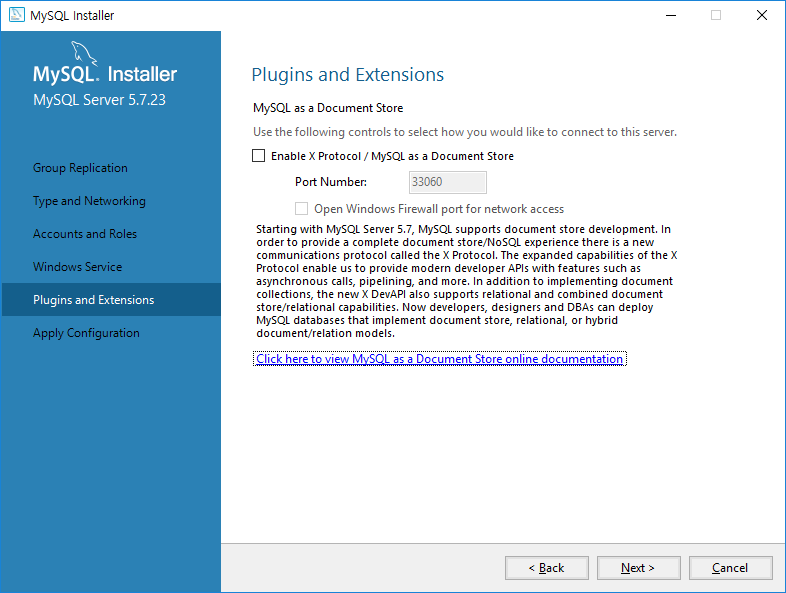 MySQL Installer
MySQL. Installer
MySQL Server 5.7.23
Group Replication
Type and Networking
Accounts and Roles
Windows Service
Plugins and Extensions
Apply Configuration
Plugins and Extensions
MySQL as a Document Store
Use the following controls to select how you would like to connect to this server.
Enable X Protocol / MySQL as a Document Store
Port Number: 33060
Open Windows Firewall port for network access
Starting with MySQL Server 5.7, MySQL supports document store development. In
order to provide a complete document store/NoSQL experience there is a new
communications protocol called the X Protocol. The expanded capabilities of the X
Protocol enable us to provide modern developer APIs with features such as
asynchronous calls, pipelining, and more. In addition to implementing document
collections, the new X DevAPI also supports relational and combined document
store/relational capabilities. Now developers, designers and DBAs can deploy
MySQL databases that implement document store, relational, or hybrid
document/relation models.
Click here to view MySQL as a Document Store online documentation
< Back Next > Cancel